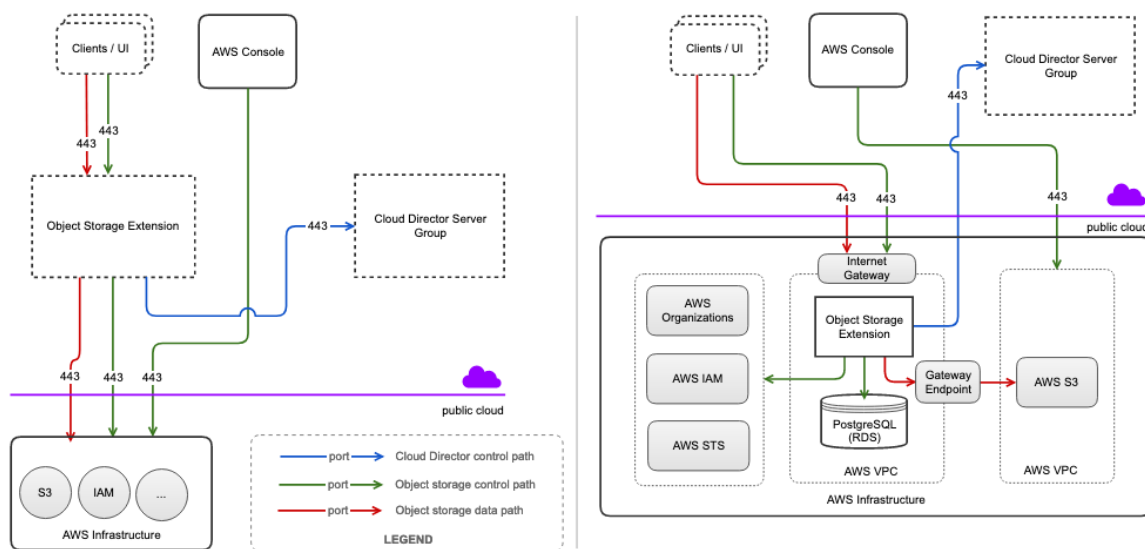 Clients / UI
AWS Console
443
443
Object Storage Extension
443
Cloud Director Server
Group
443
443
443
public cloud
S3
IAM
...
AWS Infrastructure
port
Cloud Director control path
port
Object storage control path
port
Object storage data path
LEGEND
Clients / UI
AWS Console
Cloud Director Server
Group
443
443
443
443
public cloud
Internet
Gateway
AWS
Organizations
Object Storage
Extension
AWS IAM
Gateway
Endpoint
AWS S3
PostgreSQL
(RDS)
AWS STS
AWS VPC
AWS VPC
AWS Infrastructure